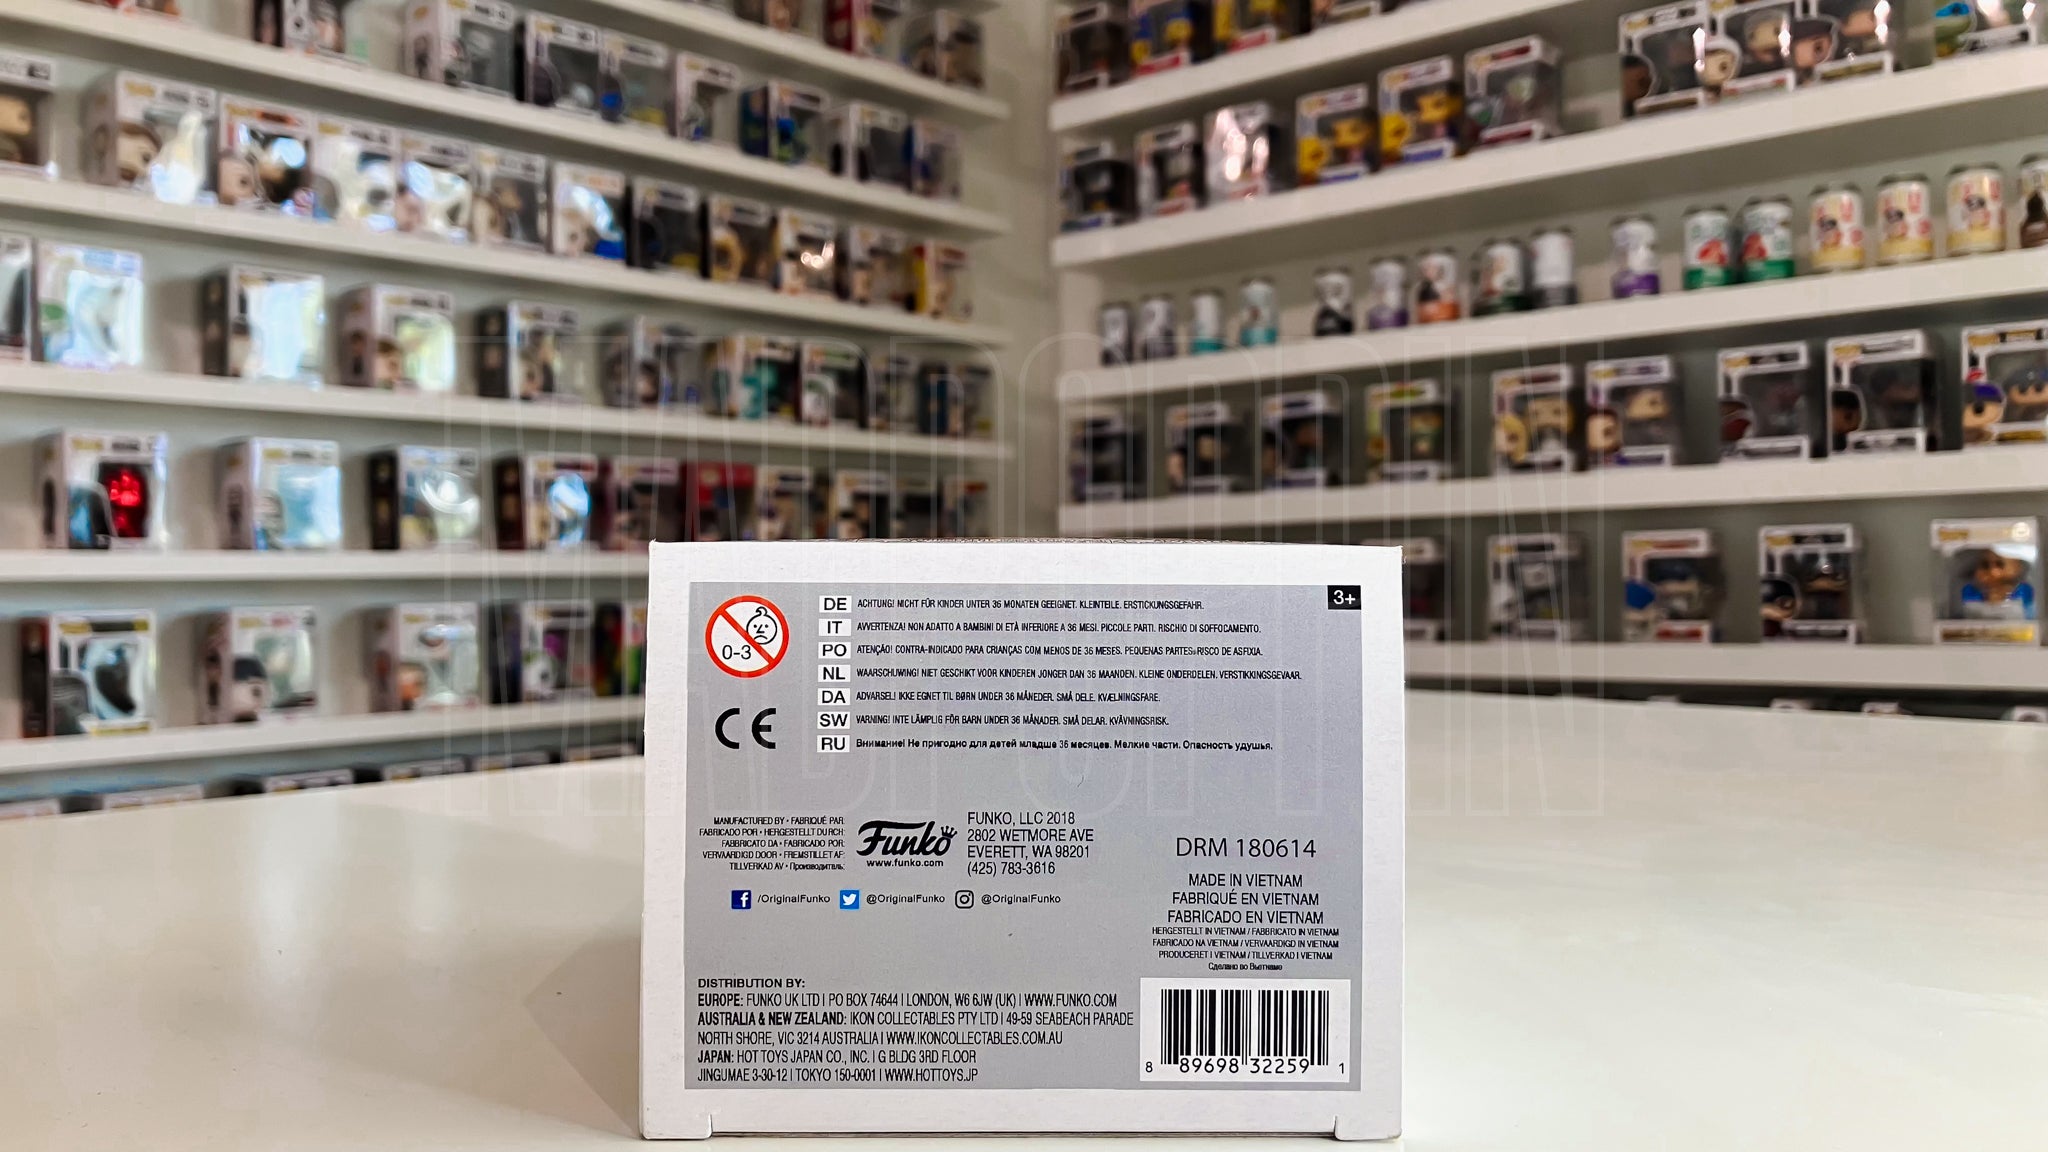 MADPOPPIN
3+
0-3
DE ACHTUNG! NICHT FÜR KINDER UNTER 36 MONATEN GEEIGNET. KLEINTEILE. ERSTICKUNGSGEFAHR.
IT AVVERTENZA! NON ADATTO A BAMBINI DI ETÀ INFERIORE A 36 MESI. PICCOLE PARTI. RISCHIO DI SOFFOCAMENTO.
PO ATENÇÃO! CONTRA-INDICADO PARA CRIANÇAS COM MENOS DE 36 MESES. PEQUENAS PARTES. RISCO DE ASFIXIA.
NL WAARSCHUWING! NIET GESCHIKT VOOR KINDEREN JONGER DAN 36 MAANDEN. KLEINE ONDERDELEN. VERSTIKKINGSGEVAAR.
DA ADVARSEL! IKKE EGNET TIL BØRN UNDER 36 MÅNEDER. SMÅ DELE. KVÆLNINGSFARE.
SW VARNING! INTE LÄMPLIG FÖR BARN UNDER 36 MÅNADER. SMÅ DELAR. KVÄVNINGSRISK.
RU Внимание! Не пригодно для детей младше 36 месяцев. Мелкие части. Опасность удушья.
CE
MANUFACTURED BY • FABRIQUÉ PAR
FABRICADO POR • HERGESTELLT DURCH:
FABBRICATO DA • FABRICADO POR:
VERVAARDIGD DOOR • FREMSTILLET AF:
TILLVERKAD AV • Производитель:
Funko
www.funko.com
FUNKO, LLC 2018
2802 WETMORE AVE
EVERETT, WA 98201
(425) 783-3616
/OriginalFunko @OriginalFunko @OriginalFunko
DRM 180614
MADE IN VIETNAM
FABRIQUÉ EN VIETNAM
FABRICADO EN VIETNAM
HERGESTELLT IN VIETNAM / FABBRICATO IN VIETNAM
FABRICADO NA VIETNAM / VERVAARDIGD IN VIETNAM
PRODUCERET I VIETNAM / TILLVERKAD I VIETNAM
Сделано во Вьетнаме
DISTRIBUTION BY:
EUROPE: FUNKO UK LTD | PO BOX 74644 | LONDON, W6 6JW (UK) | WWW.FUNKO.COM
AUSTRALIA & NEW ZEALAND: IKON COLLECTABLES PTY LTD | 49-59 SEABEACH PARADE
NORTH SHORE, VIC 3214 AUSTRALIA | WWW.IKONCOLLECTABLES.COM.AU
JAPAN: HOT TOYS JAPAN CO., INC. | G BLDG 3RD FLOOR
JINGUMAE 3-30-12 | TOKYO 150-0001 | WWW.HOTTOYS.JP
8 89698 32259 1